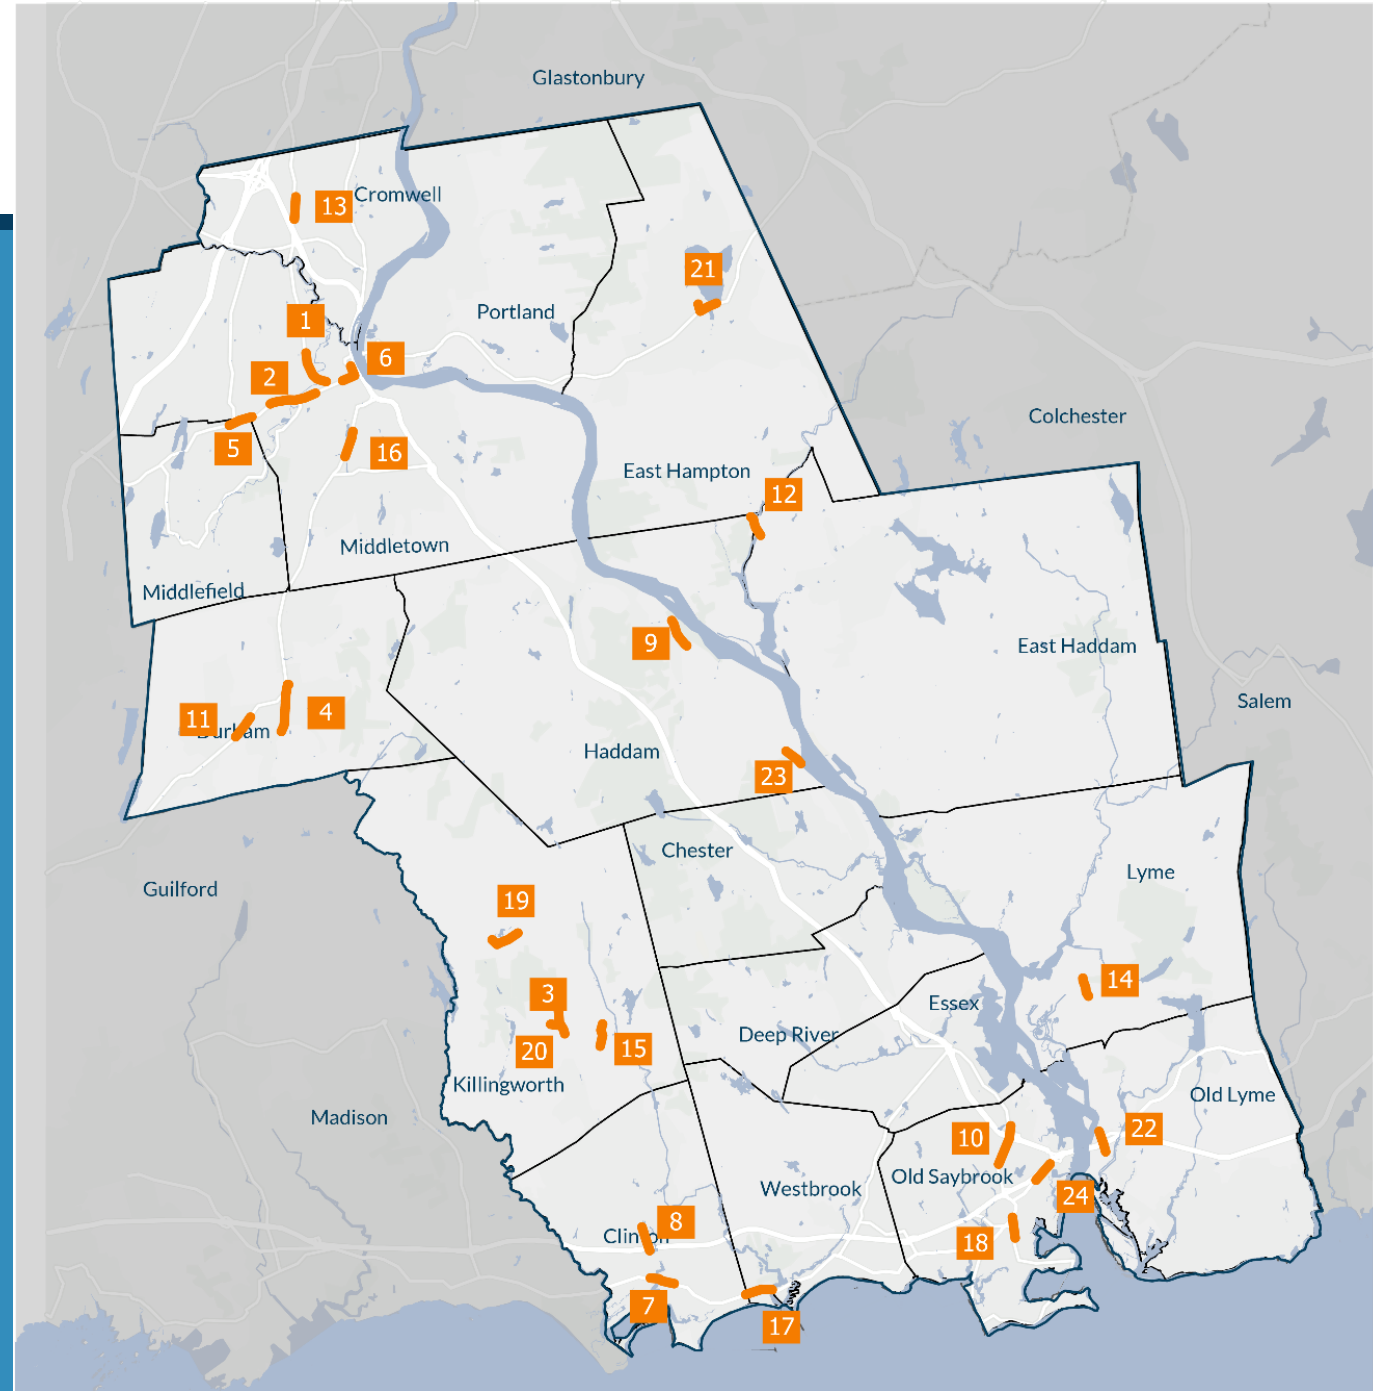 Glastonbury
Cromwell
13
21
Portland
1
6
2
Colchester
5
16
East Hampton
12
Middletown
Middlefield
9
East Haddam
Salem
11
4
Durham
Haddam
23
Chester
Lyme
Guilford
19
14
3
Essex
Deep River
20
15
Killingworth
Old Lyme
Madison
22
10
Old Saybrook
Westbrook
24
8
Clinton
18
7
17